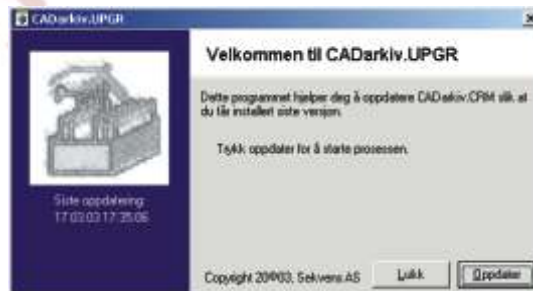 CADarkiv.UPGR
Velkommen til CADarkiv.UPGR
Dette programmet hjelper deg å oppdatere CADarkiv.CRM slik at
du får installert siste versjon.
Trykk oppdater for å starte prosessen.
Siste oppdatering:
17.03.03 17:35:06
Copyright 20©03, Sekvens AS
Lukk
Oppdater